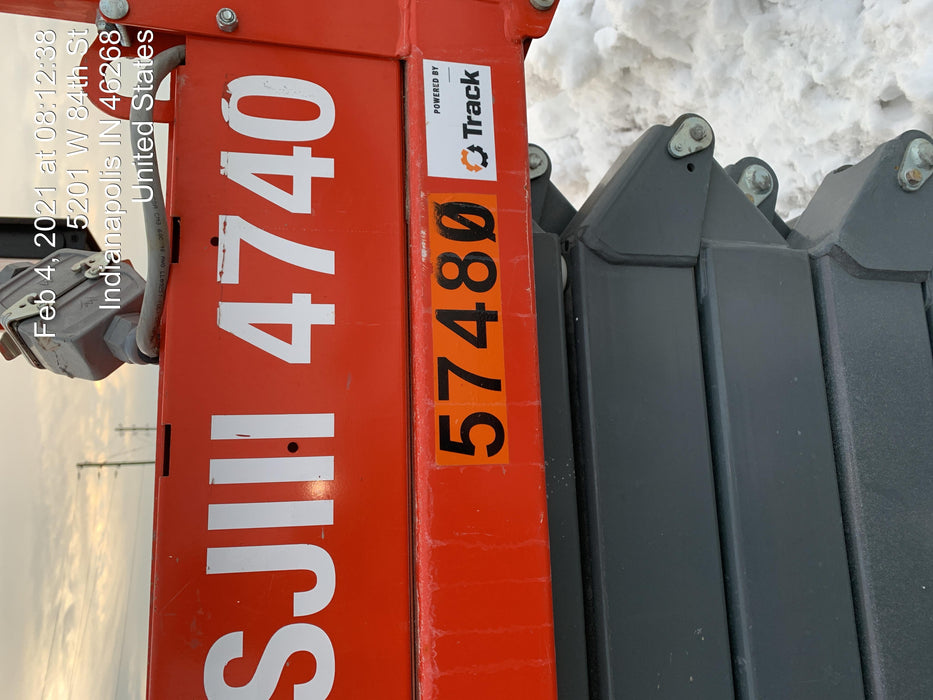 Feb 4, 2021 at 08:12:38
5201 W 84th St
Indianapolis IN 46268
United States
SJIII 4740
POWERED BY
Track
57480